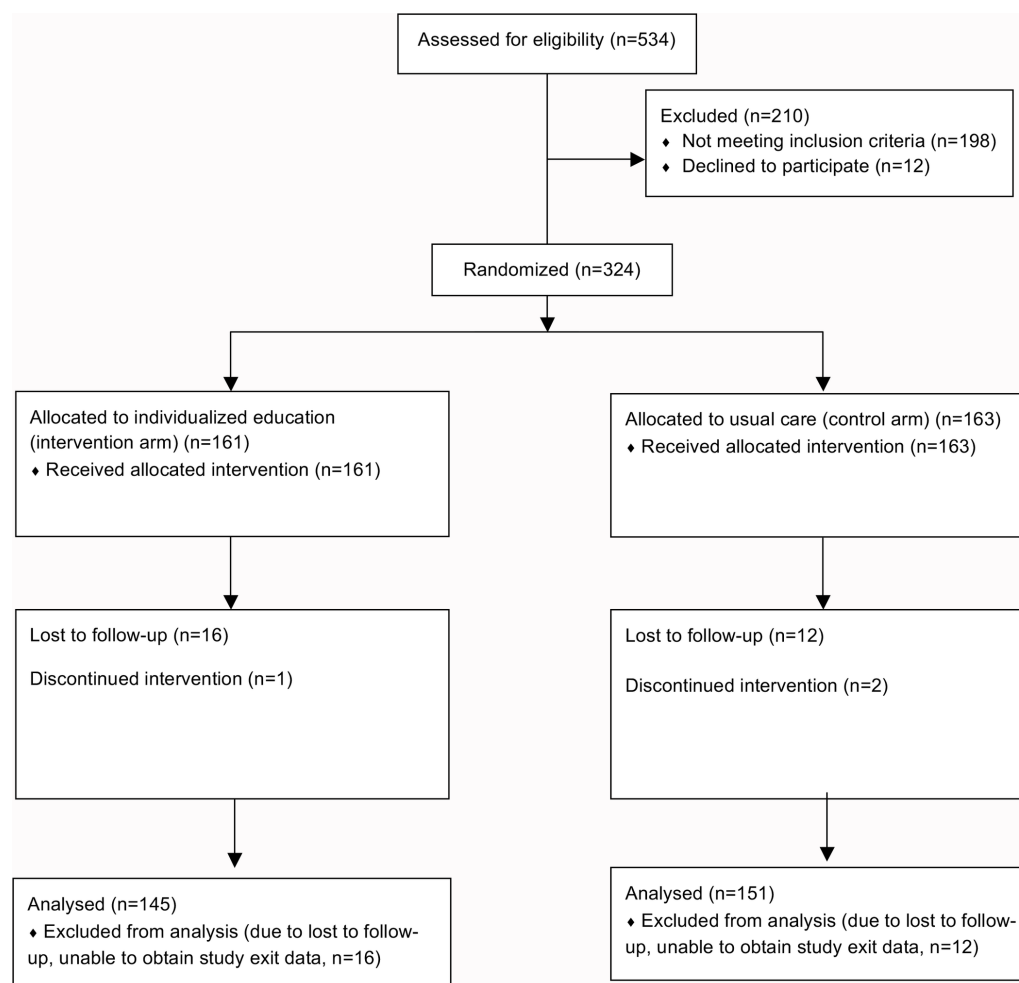 Assessed for eligibility (n=534)
Excluded (n=210)
♦ Not meeting inclusion criteria (n=198)
♦ Declined to participate (n=12)
Randomized (n=324)
Allocated to individualized education
(intervention arm) (n=161)
♦ Received allocated intervention (n=161)
Allocated to usual care (control arm) (n=163)
♦ Received allocated intervention (n=163)
Lost to follow-up (n=16)
Discontinued intervention (n=1)
Lost to follow-up (n=12)
Discontinued intervention (n=2)
Analysed (n=145)
♦ Excluded from analysis (due to lost to follow-
up, unable to obtain study exit data, n=16)
Analysed (n=151)
♦ Excluded from analysis (due to lost to follow-
up, unable to obtain study exit data, n=12)